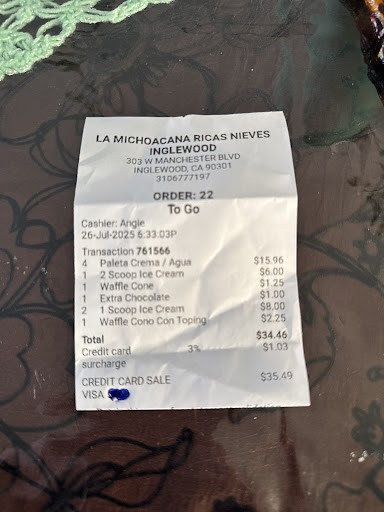 LA MICHOACANA RICAS NIEVES
INGLEWOOD
303 W MANCHESTER BLVD
INGLEWOOD, CA 90301
3106777197
ORDER: 22
To Go
Cashier: Angie
26-Jul-2025 6:33:03P
Transaction 761566
4 Paleta Crema / Agua $15.96
1 2 Scoop Ice Cream $6.00
1 Waffle Cone $1.25
1 Extra Chocolate $1.00
2 1 Scoop Ice Cream $8.00
1 Waffle Cono Con Toping $2.25
Total $34.46
Credit card 3% $1.03
surcharge
CREDIT CARD SALE $35.49
VISA